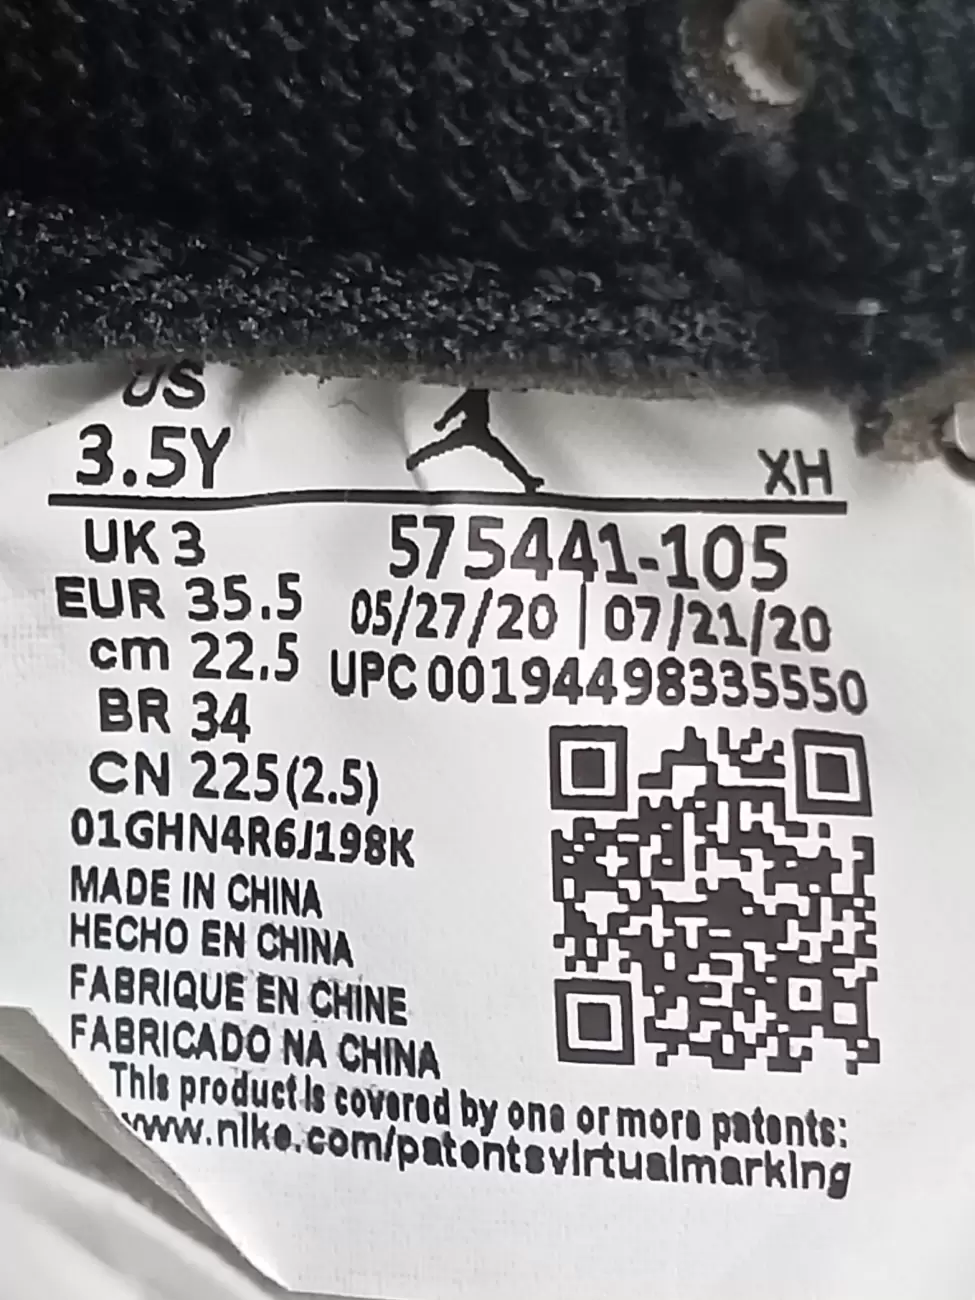 US
3.5Y
XH
UK 3
575441-105
EUR 35.5
05/27/20 | 07/21/20
cm 22.5
UPC 00194498335550
BR 34
CN 225(2.5)
01GHN4R6J198K
MADE IN CHINA
HECHO EN CHINA
FABRIQUE EN CHINE
FABRICADO NA CHINA
This product is covered by one or more patents:
www.nike.com/patentsvirtualmarking